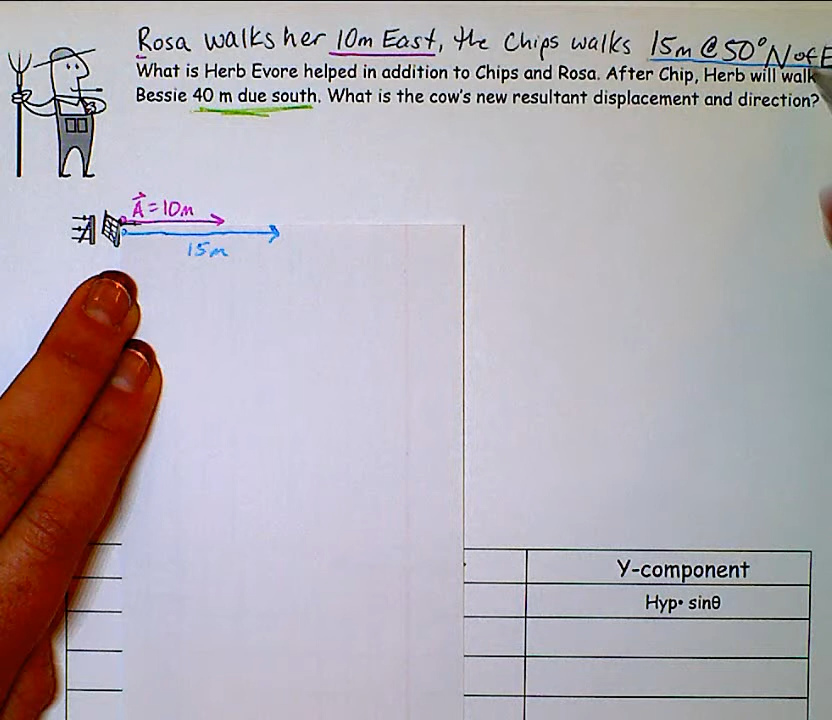 Rosa walks her 10m East, the Chips walks 15m @ 50° N of E
What is Herb Evore helped in addition to Chips and Rosa. After Chip, Herb will walk
Bessie 40 m due south. What is the cow's new resultant displacement and direction?
A = 10m
15m
Y-component
Hyp• sinθ